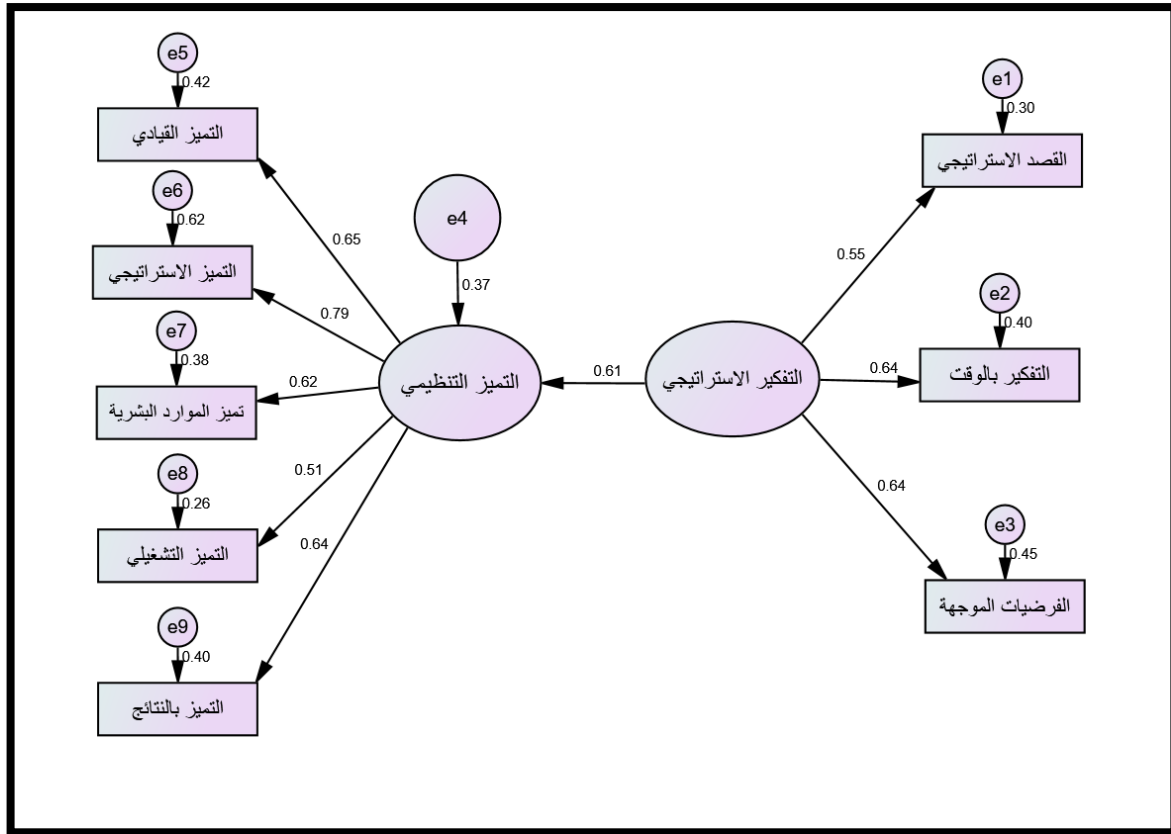 e5
0.42
التميز القيادي
e6
0.62
التميز الاستراتيجي
e7
0.38
تميز الموارد البشرية
e8
0.26
التميز التشغيلي
e9
0.40
التميز بالنتائج
0.65
0.79
0.62
0.51
0.64
e4
0.37
التميز التنظيمي
0.61
التفكير الاستراتيجي
0.55
0.64
0.64
e1
0.30
القصد الاستراتيجي
e2
0.40
التفكير بالوقت
e3
0.45
الفرضيات الموجهة